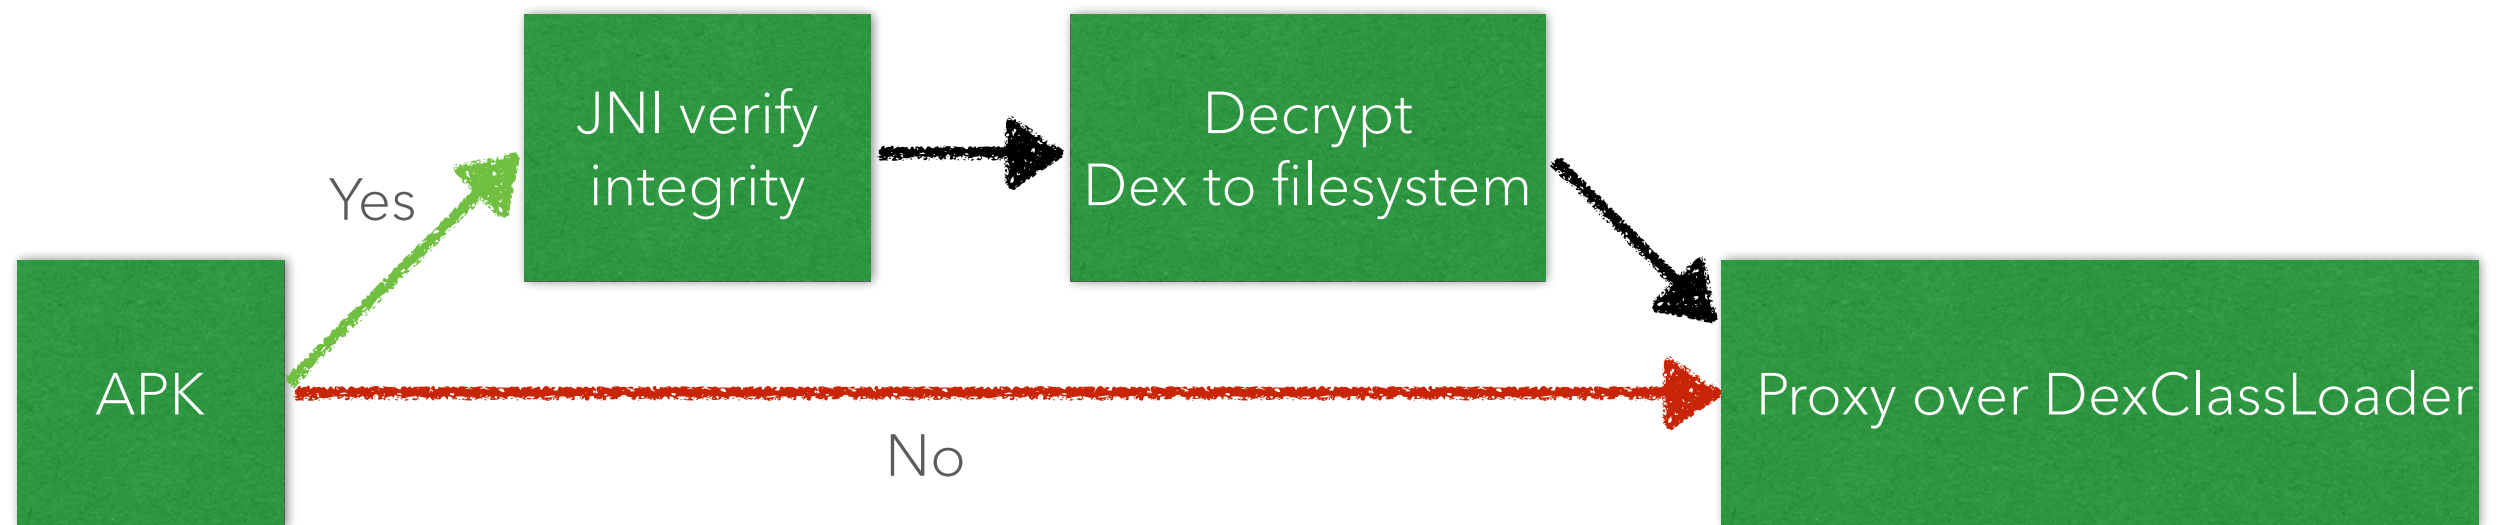 JNI verify
integrity
Decrypt
Dex to filesystem
Yes
APK
Proxy over DexClassLoader
No